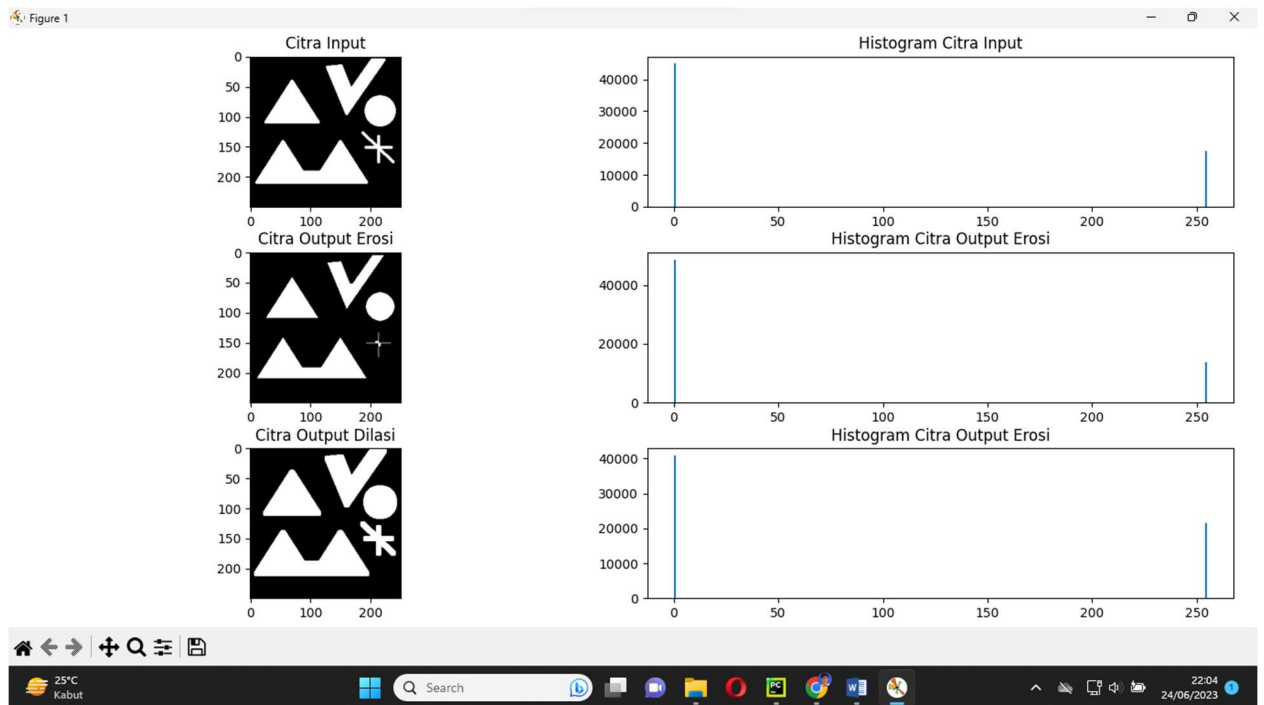 Figure 1
Citra Input
Histogram Citra Input
0
50
100
150
200
0 100 200
40000
30000
20000
10000
0
0 50 100 150 200 250
Citra Output Erosi
Histogram Citra Output Erosi
0
50
100
150
200
0 100 200
40000
20000
0
0 50 100 150 200 250
Citra Output Dilasi
Histogram Citra Output Erosi
0
50
100
150
200
0 100 200
40000
30000
20000
10000
0
0 50 100 150 200 250
25°C
Kabut
Search
PC
W
22:04
24/06/2023
1